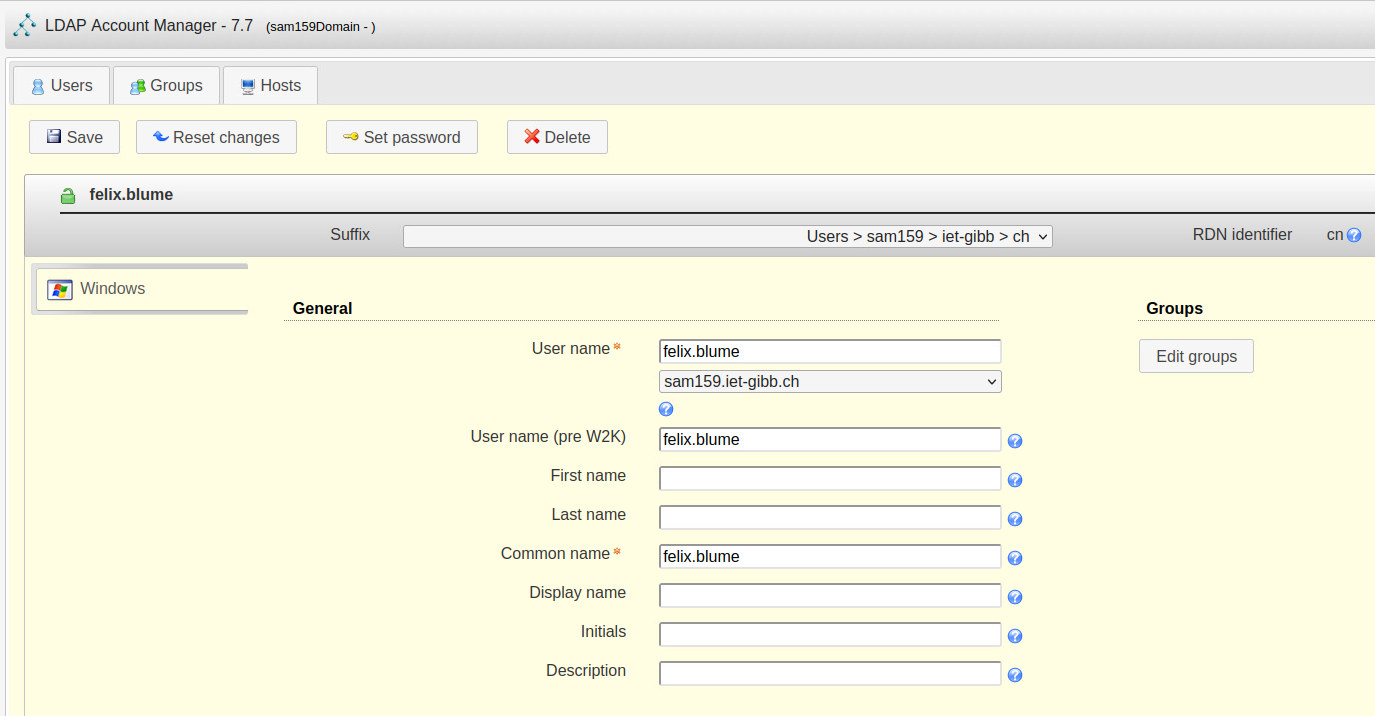 LDAP Account Manager - 7.7 (sam159Domain - )
Users Groups Hosts
Save Reset changes Set password Delete
felix.blume
Suffix Users > sam159 > iet-gibb > ch RDN identifier cn
Windows
General Groups
User name* felix.blume
Edit groups
sam159.iet-gibb.ch
User name (pre W2K) felix.blume
First name
Last name
Common name* felix.blume
Display name
Initials
Description